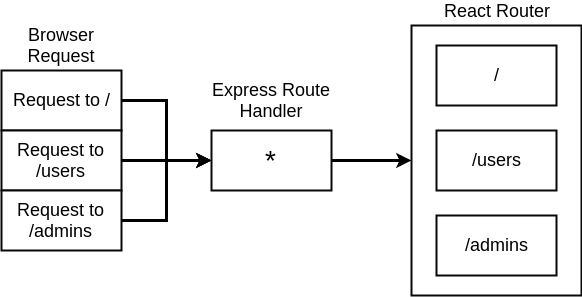 Browser
Request
Request to /
Request to
/users
Request to
/admins
Express Route
Handler
*
React Router
/
/users
/admins